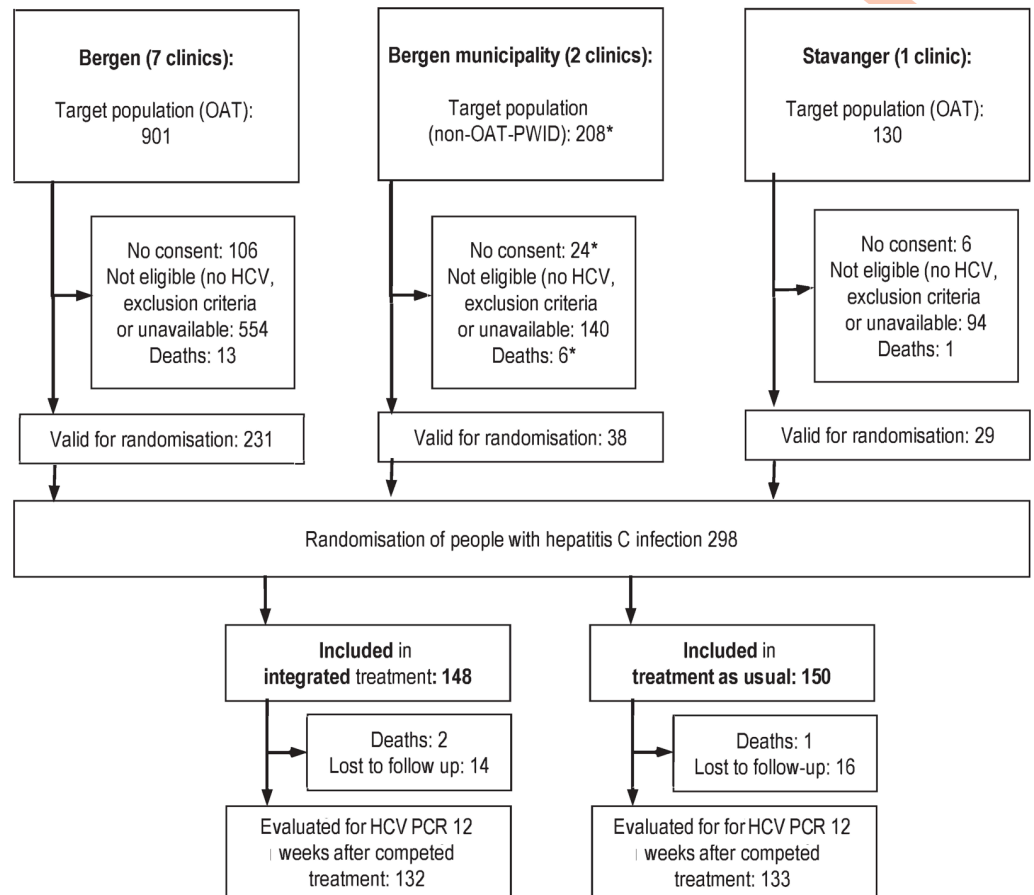 Bergen (7 clinics):
Target population (OAT):
901
Bergen municipality (2 clinics):
Target population
(non-OAT-PWID): 208*
Stavanger (1 clinic):
Target population (OAT):
130
No consent: 106
Not eligible (no HCV,
exclusion criteria
or unavailable: 554
Deaths: 13
No consent: 24*
Not eligible (no HCV,
exclusion criteria
or unavailable: 140
Deaths: 6*
No consent: 6
Not eligible (no HCV,
exclusion criteria
or unavailable: 94
Deaths: 1
Valid for randomisation: 231
Valid for randomisation: 38
Valid for randomisation: 29
Randomisation of people with hepatitis C infection 298
Included in
integrated treatment: 148
Included in
treatment as usual: 150
Deaths: 2
Lost to follow up: 14
Deaths: 1
Lost to follow-up: 16
Evaluated for HCV PCR 12
weeks after competed
treatment: 132
Evaluated for for HCV PCR 12
weeks after competed
treatment: 133